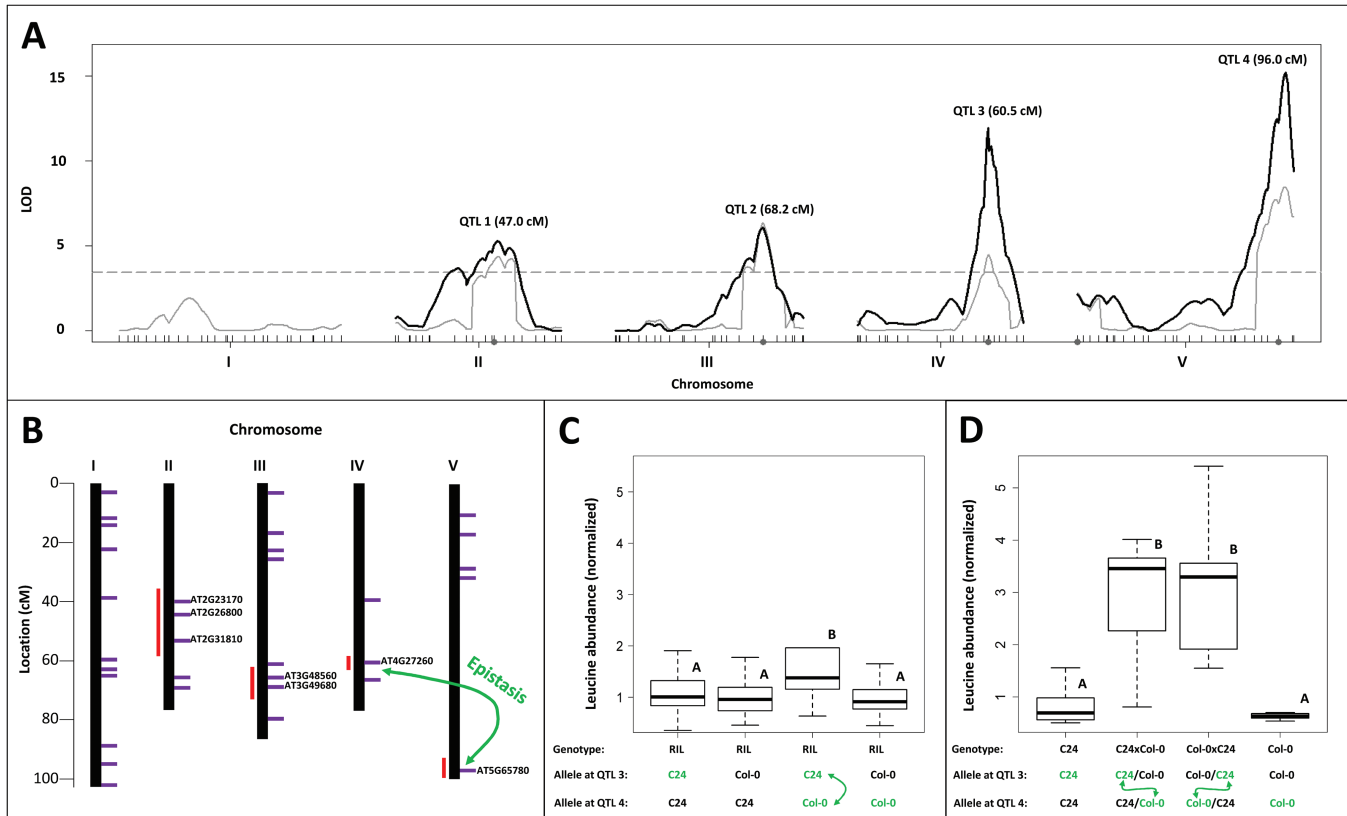 A
QTL 4 (96.0 cM)
QTL 3 (60.5 cM)
QTL 1 (47.0 cM)
QTL 2 (68.2 cM)
LOD
15
10
5
0
I
II
III
IV
V
Chromosome
B
Chromosome
I
II
III
IV
V
Location (cM)
0
20
40
60
80
100
AT2G23170
AT2G26800
AT2G31810
AT3G48560
AT3G49680
AT4G27260
Epistasis
AT5G65780
C
Leucine abundance (normalized)
5
4
3
2
1
A
A
B
A
Genotype: RIL RIL RIL RIL
Allele at QTL 3: C24 Col-0 C24 Col-0
Allele at QTL 4: C24 C24 Col-0 Col-0
D
Leucine abundance (normalized)
5
4
3
2
1
A
B
B
A
Genotype: C24 C24xCol-0 Col-0xC24 Col-0
Allele at QTL 3: C24 C24/Col-0 Col-0/C24 Col-0
Allele at QTL 4: C24 C24/Col-0 Col-0/C24 Col-0